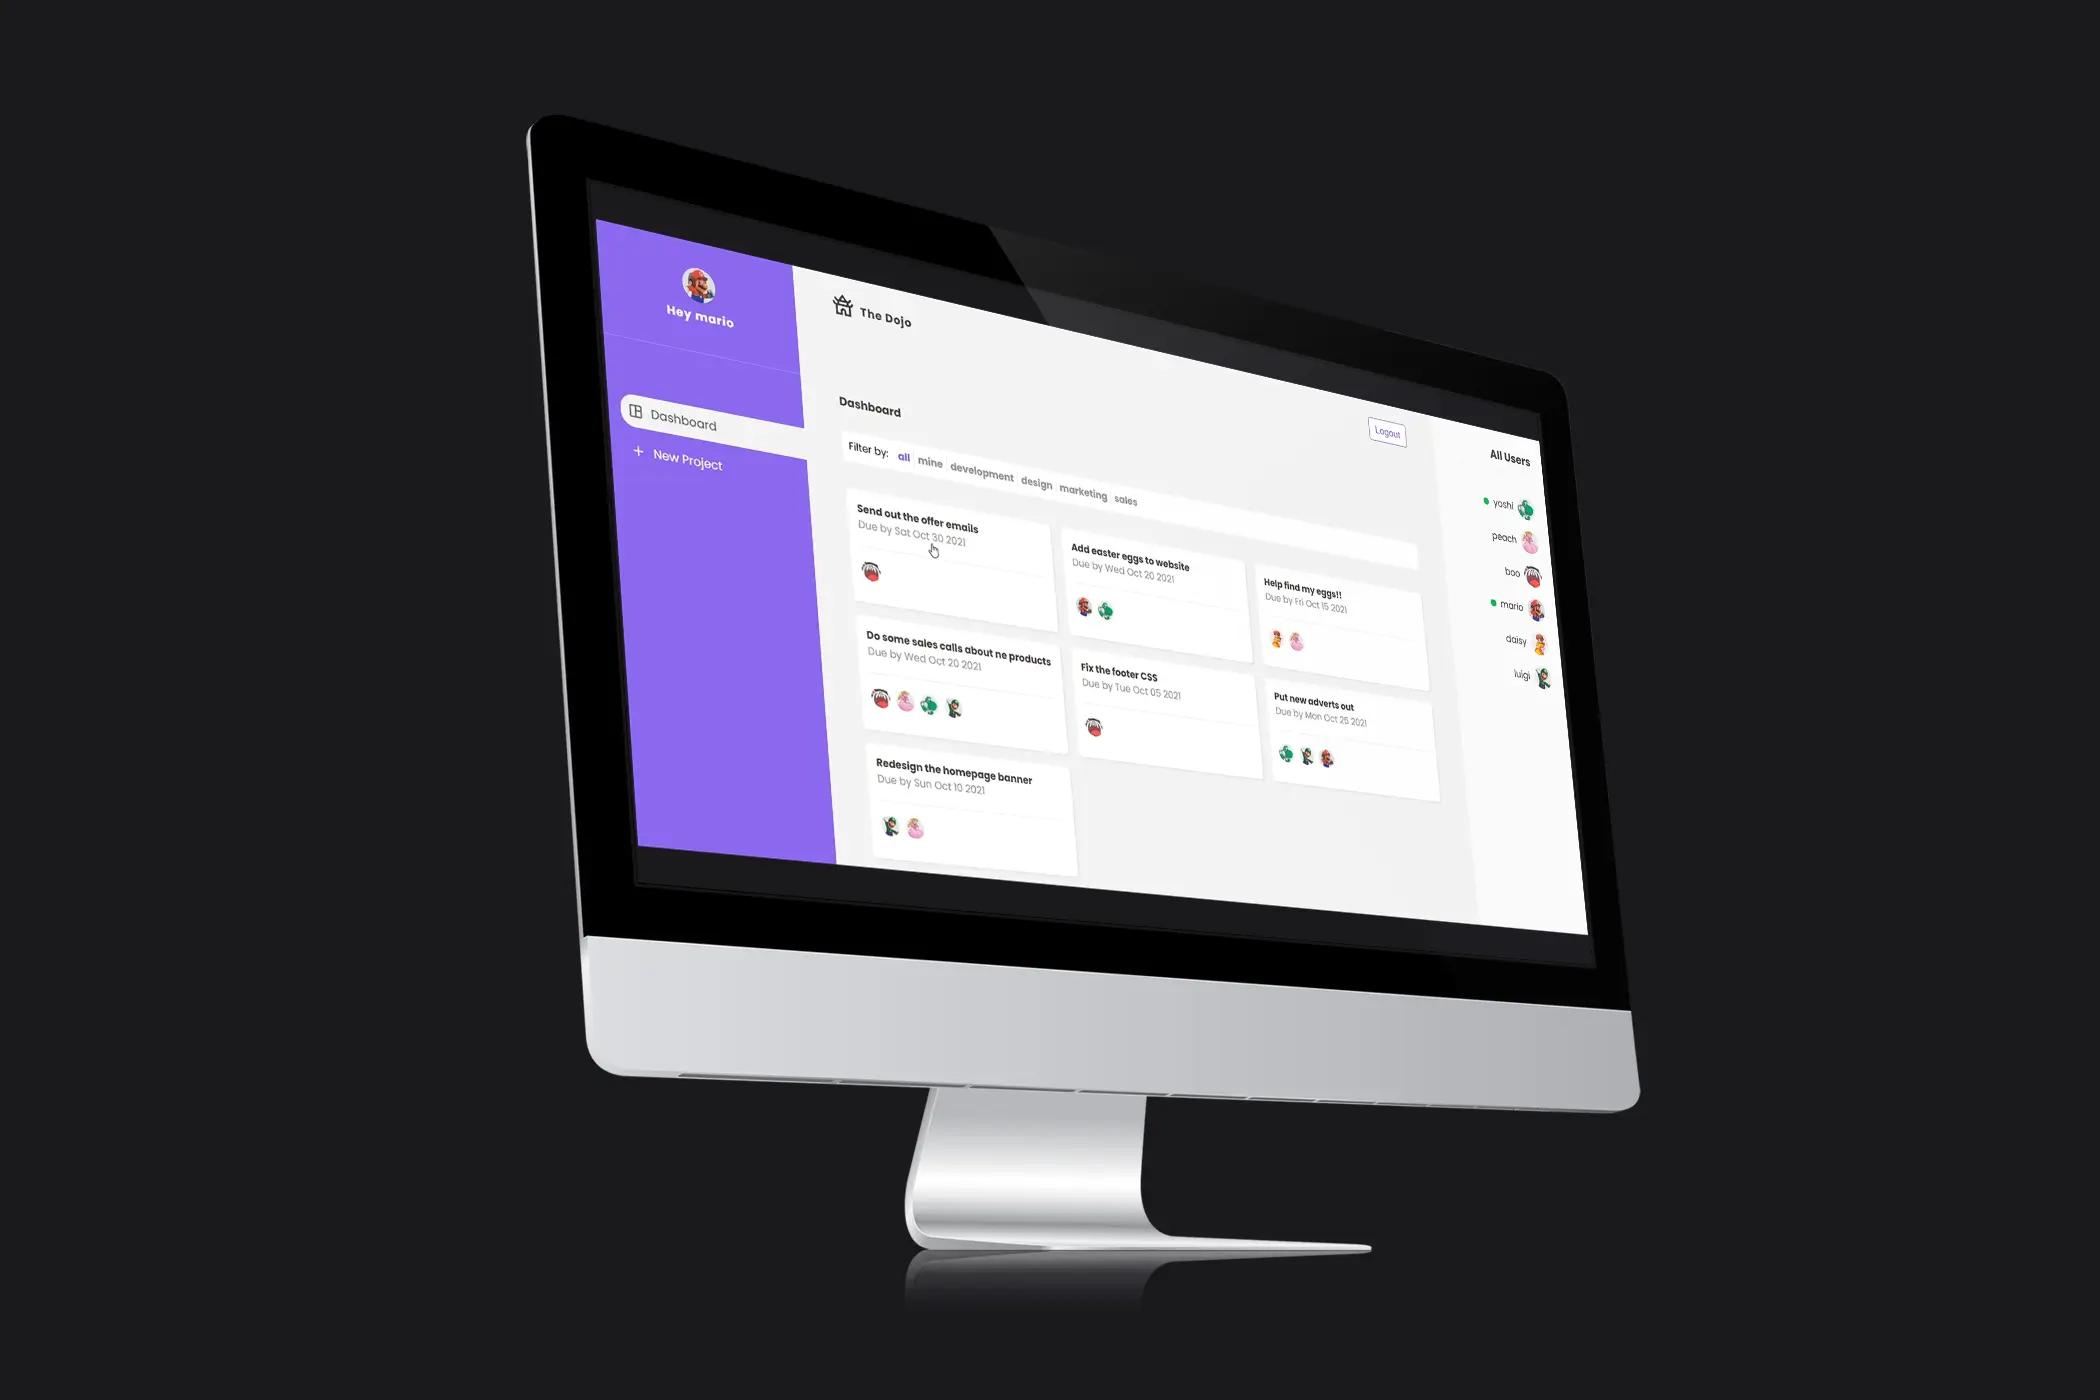 Hey mario
Dashboard
New Project
The Dojo
Logout
Dashboard
Filter by: all mine development design marketing sales
Send out the offer emails
Due by Sat Oct 30 2021
Add easter eggs to website
Due by Wed Oct 20 2021
Help find my eggs!!
Due by Fri Oct 15 2021
Do some sales calls about ne products
Due by Wed Oct 20 2021
Fix the footer CSS
Due by Tue Oct 05 2021
Put new adverts out
Due by Mon Oct 25 2021
Redesign the homepage banner
Due by Sun Oct 10 2021
All Users
yoshi
peach
boo
mario
daisy
luigi